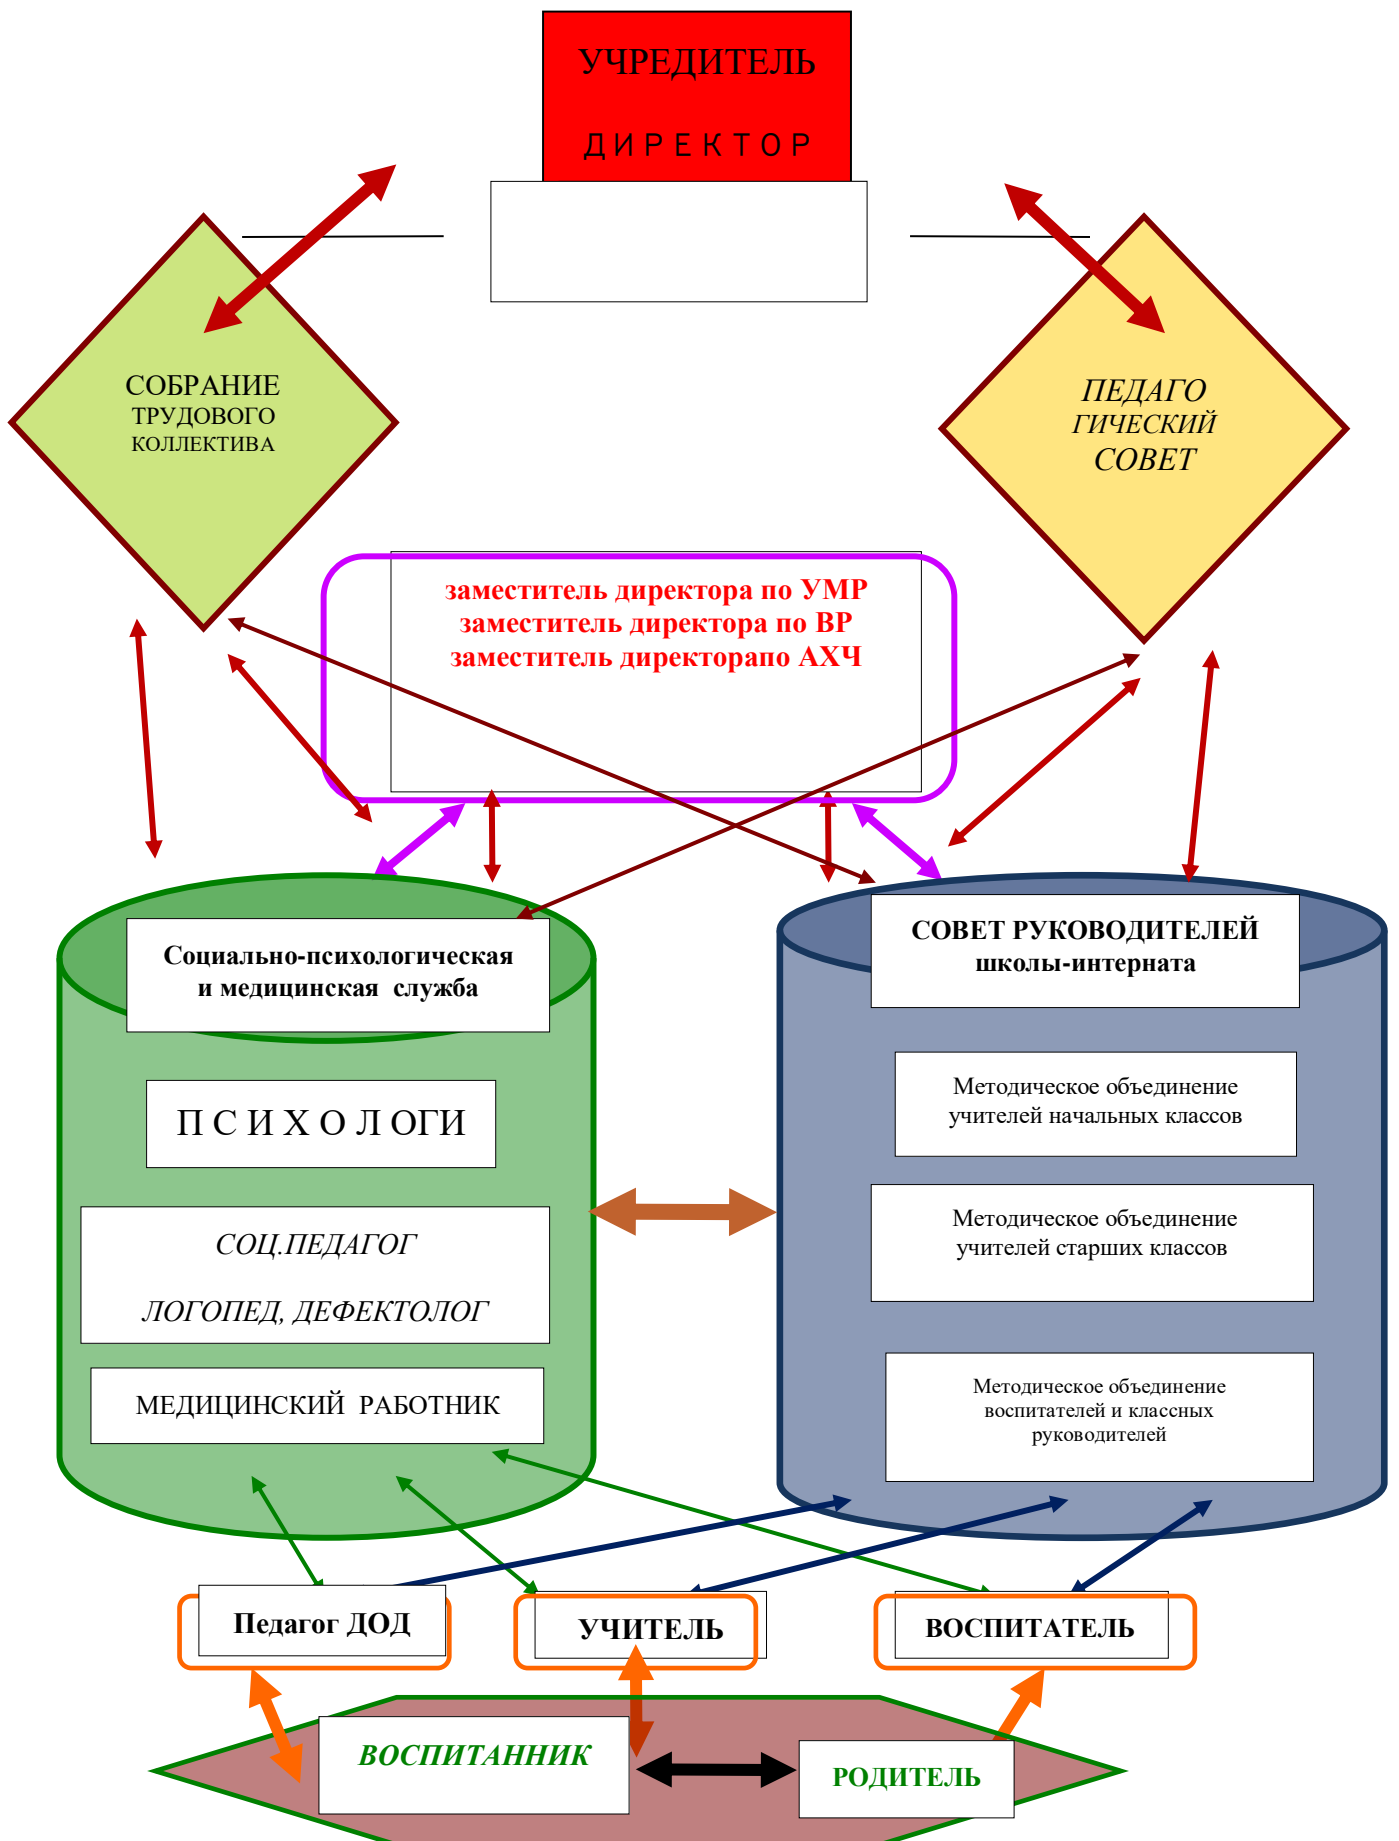 УЧРЕДИТЕЛЬ
ДИРЕКТОР
СОБРАНИЕ
ТРУДОВОГО
КОЛЛЕКТИВА
ПЕДАГО
ГИЧЕСКИЙ
СОВЕТ
заместитель директора по УМР
заместитель директора по ВР
заместитель директорапо АХЧ
Социально-психологическая
и медицинская служба
П С И Х О Л ОГИ
СОЦ.ПЕДАГОГ
ЛОГОПЕД, ДЕФЕКТОЛОГ
МЕДИЦИНСКИЙ РАБОТНИК
СОВЕТ РУКОВОДИТЕЛЕЙ
школы-интерната
Методическое объединение
учителей начальных классов
Методическое объединение
учителей старших классов
Методическое объединение
воспитателей и классных
руководителей
Педагог ДОД
УЧИТЕЛЬ
ВОСПИТАТЕЛЬ
ВОСПИТАННИК
РОДИТЕЛЬ